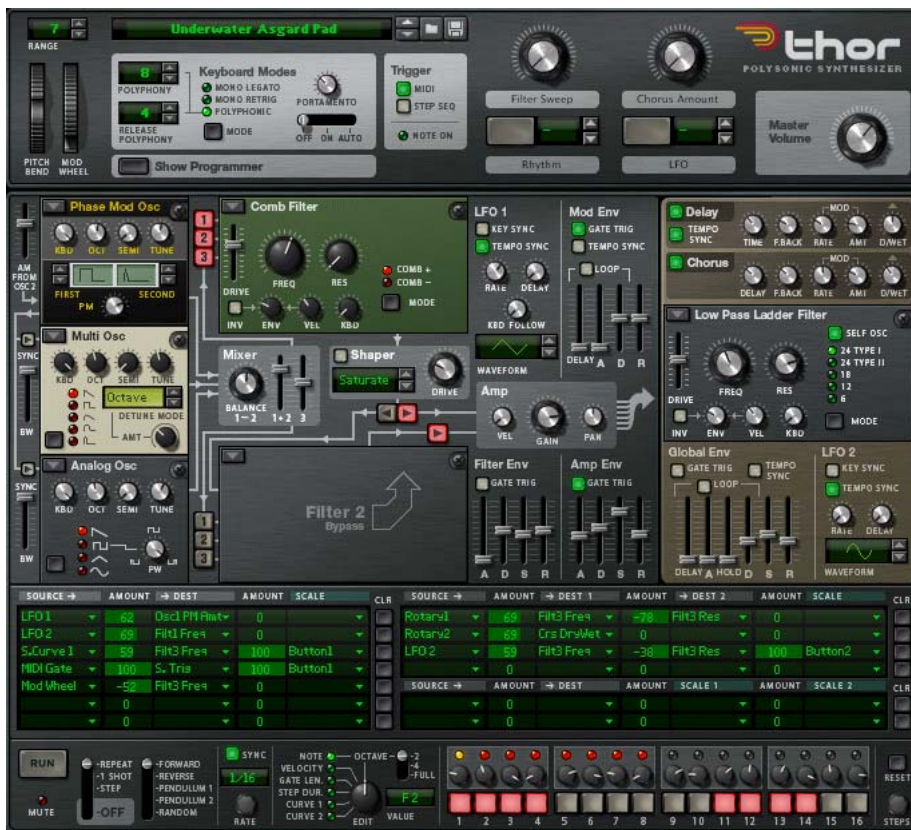 7
RANGE
Underwater Asgard Pad
thor
POLYSONIC SYNTHESIZER
8
POLYPHONY
4
RELEASE
POLYPHONY
Keyboard Modes
MONO LEGATO
MONO RETRIG
POLYPHONIC
MODE
PORTAMENTO
OFF ON AUTO
Trigger
MIDI
STEP SEQ
NOTE ON
Filter Sweep
Chorus Amount
Rhythm
LFO
Master
Volume
PITCH
BEND
MOD
WHEEL
Show Programmer
AM
FROM
OSC 2
Phase Mod Osc
KBD OCT SEMI TUNE
FIRST SECOND
PM
SYNC
BW
Multi Osc
KBD OCT SEMI TUNE
Octave
DETUNE MODE
AMT
SYNC
BW
Analog Osc
KBD OCT SEMI TUNE
PW
1
2
3
Comb Filter
DRIVE
FREQ RES
COMB +
COMB −
MODE
INV ENV VEL KBD
Mixer
BALANCE
1−2 1+2 3
Shaper
Saturate
DRIVE
1
2
3
Filter 2
Bypass
LFO 1
KEY SYNC
TEMPO SYNC
RATE DELAY
KBD FOLLOW
WAVEFORM
Mod Env
GATE TRIG
TEMPO SYNC
LOOP
DELAY A D R
Amp
VEL GAIN PAN
Filter Env
GATE TRIG
A D S R
Amp Env
GATE TRIG
A D S R
Delay
TEMPO
SYNC
MOD
TIME F.BACK RATE AMT D/WET
Chorus
MOD
DELAY F.BACK RATE AMT D/WET
Low Pass Ladder Filter
DRIVE
FREQ RES
SELF OSC
24 TYPE I
24 TYPE II
18
12
6
MODE
INV ENV VEL KBD
Global Env
GATE TRIG
TEMPO
SYNC
LOOP
DELAY A HOLD D S R
LFO 2
KEY SYNC
TEMPO SYNC
RATE DELAY
WAVEFORM
SOURCE → AMOUNT → DEST AMOUNT SCALE CLR
LFO 1 62 Osc1 PM Amt 0
LFO 2 69 Filt1 Freq 0
S.Curve 1 59 Filt3 Freq 100 Button1
MIDI Gate 100 S. Trig 100 Button1
Mod Wheel -52 Filt3 Freq 0
0 0
0 0
SOURCE → AMOUNT → DEST 1 AMOUNT → DEST 2 AMOUNT SCALE CLR
Rotary1 69 Filt3 Freq -78 Filt3 Res 0
Rotary2 69 Crs DryWet 0 0
LFO 2 59 Filt3 Freq -38 Filt3 Res 100 Button2
0 0 0
SOURCE → AMOUNT → DEST AMOUNT SCALE 1 AMOUNT SCALE 2 CLR
0 0 0
0 0 0
RUN
MUTE
-REPEAT
-1 SHOT
-STEP
-OFF
-FORWARD
-REVERSE
-PENDULUM 1
-PENDULUM 2
-RANDOM
SYNC
1/16
RATE
NOTE
VELOCITY
GATE LEN.
STEP DUR.
CURVE 1
CURVE 2
EDIT
OCTAVE
-2
-4
-FULL
F 2
VALUE
1 2 3 4 5 6 7 8 9 10 11 12 13 14 15 16
RESET
STEPS